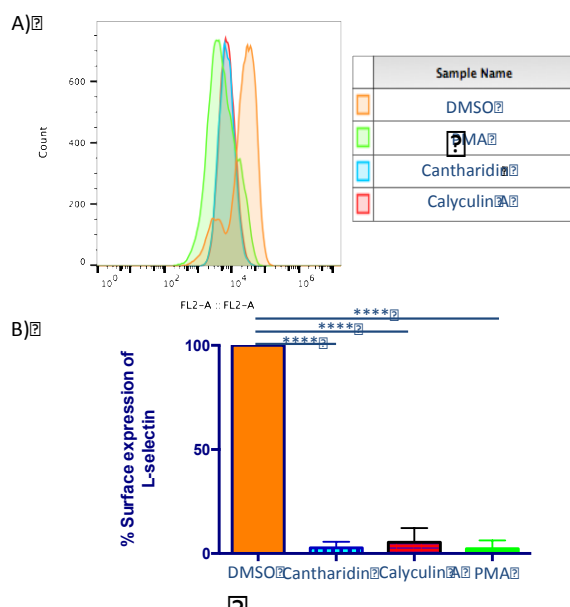 A)
Sample Name
DMSO
PMA
Cantharidin
Calyculin A
Count
600
400
200
0
10^0 10^2 10^4 10^6
FL2-A :: FL2-A
B)
****
****
****
% Surface expression of
L-selectin
100
50
0
DMSO Cantharidin Calyculin A PMA